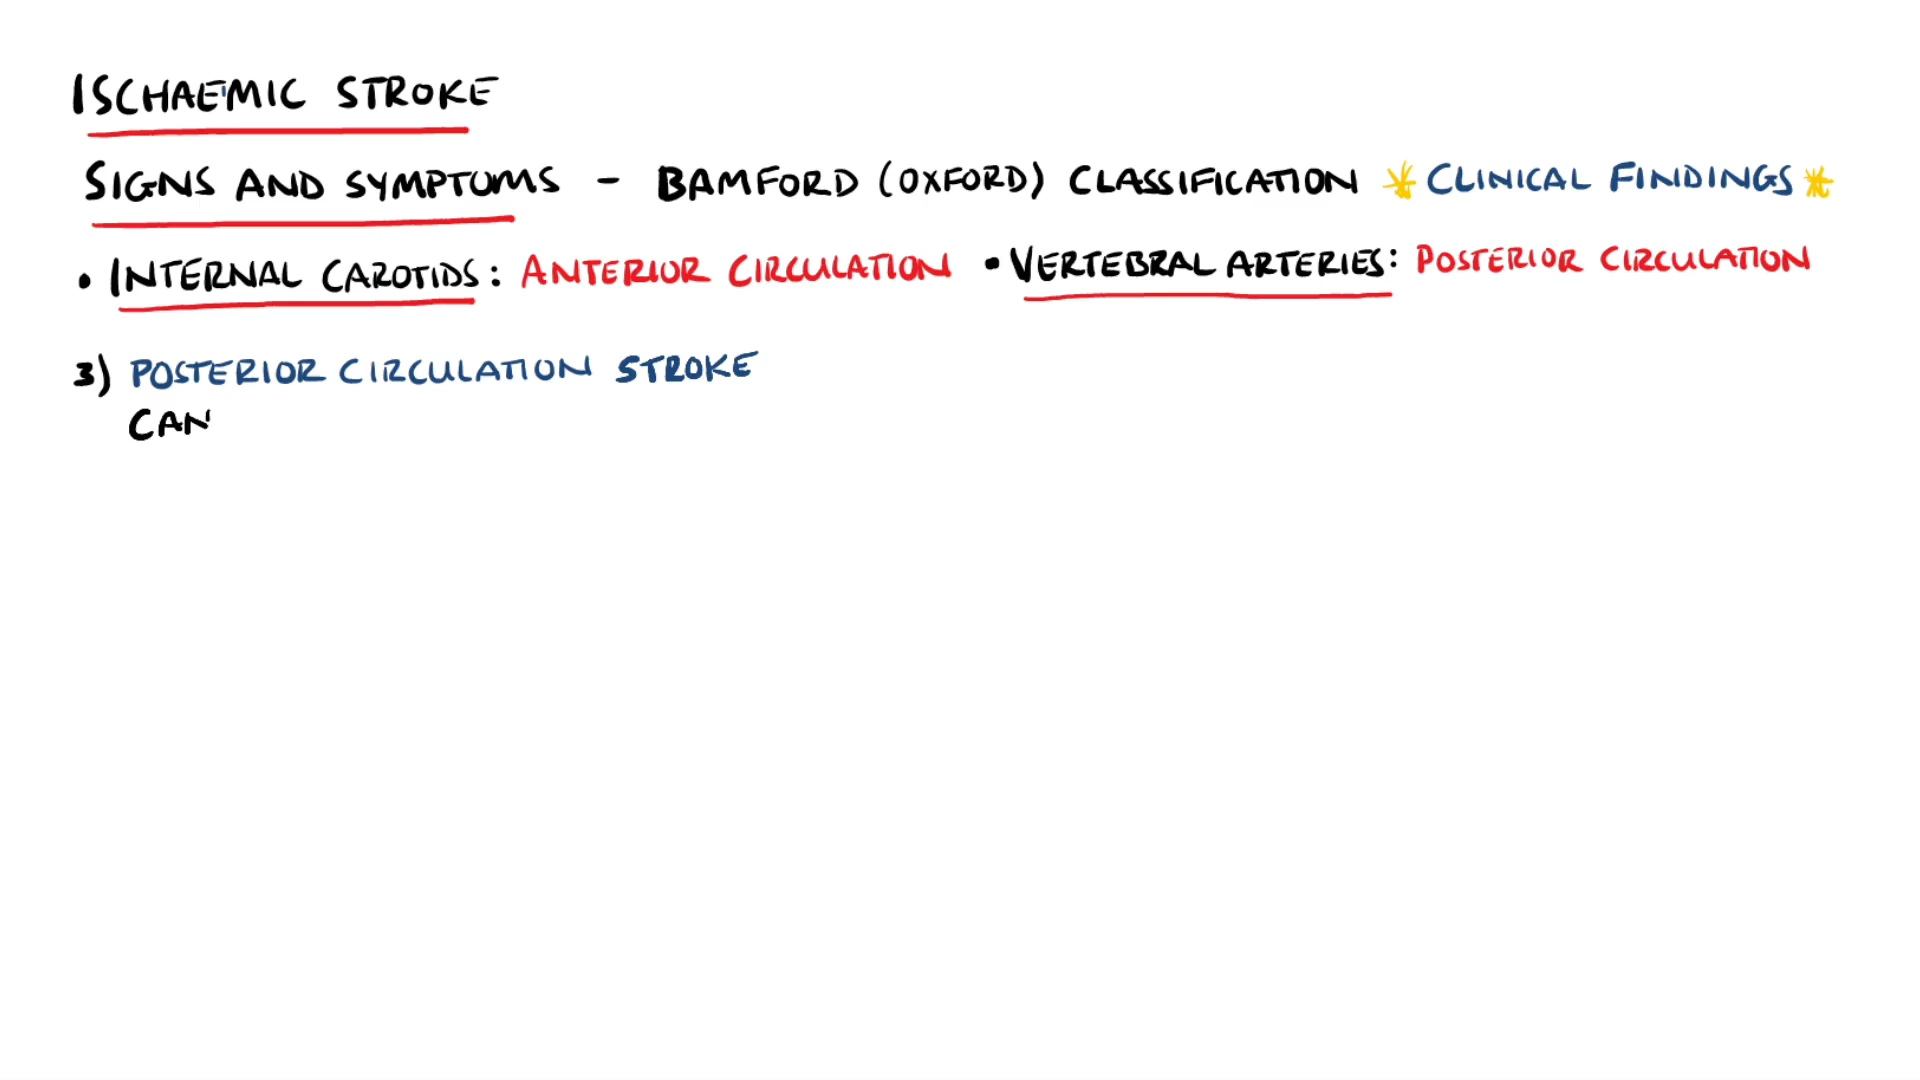 ISCHAEMIC STROKE
SIGNS AND SYMPTOMS - BAMFORD (OXFORD) CLASSIFICATION * CLINICAL FINDINGS *
• INTERNAL CAROTIDS: ANTERIOR CIRCULATION • VERTEBRAL ARTERIES: POSTERIOR CIRCULATION
3) POSTERIOR CIRCULATION STROKE
CAN